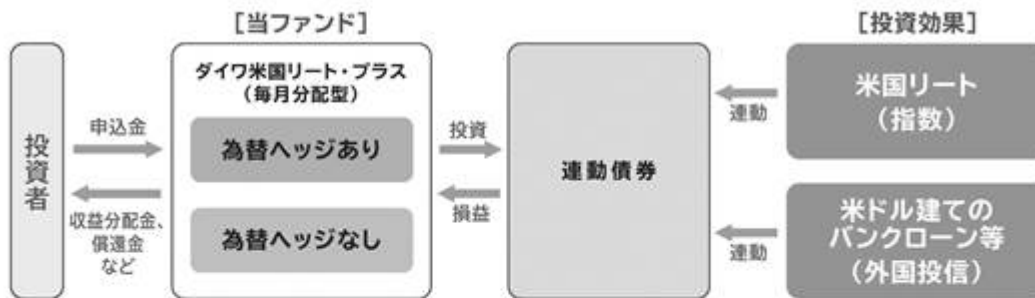 [当ファンド]
[投資効果]
投資者
申込金
収益分配金、
償還金
など
ダイワ米国リート・プラス
（毎月分配型）
為替ヘッジあり
為替ヘッジなし
投資
損益
連動債券
連動
連動
米国リート
（指数）
米ドル建ての
バンクローン等
（外国投信）